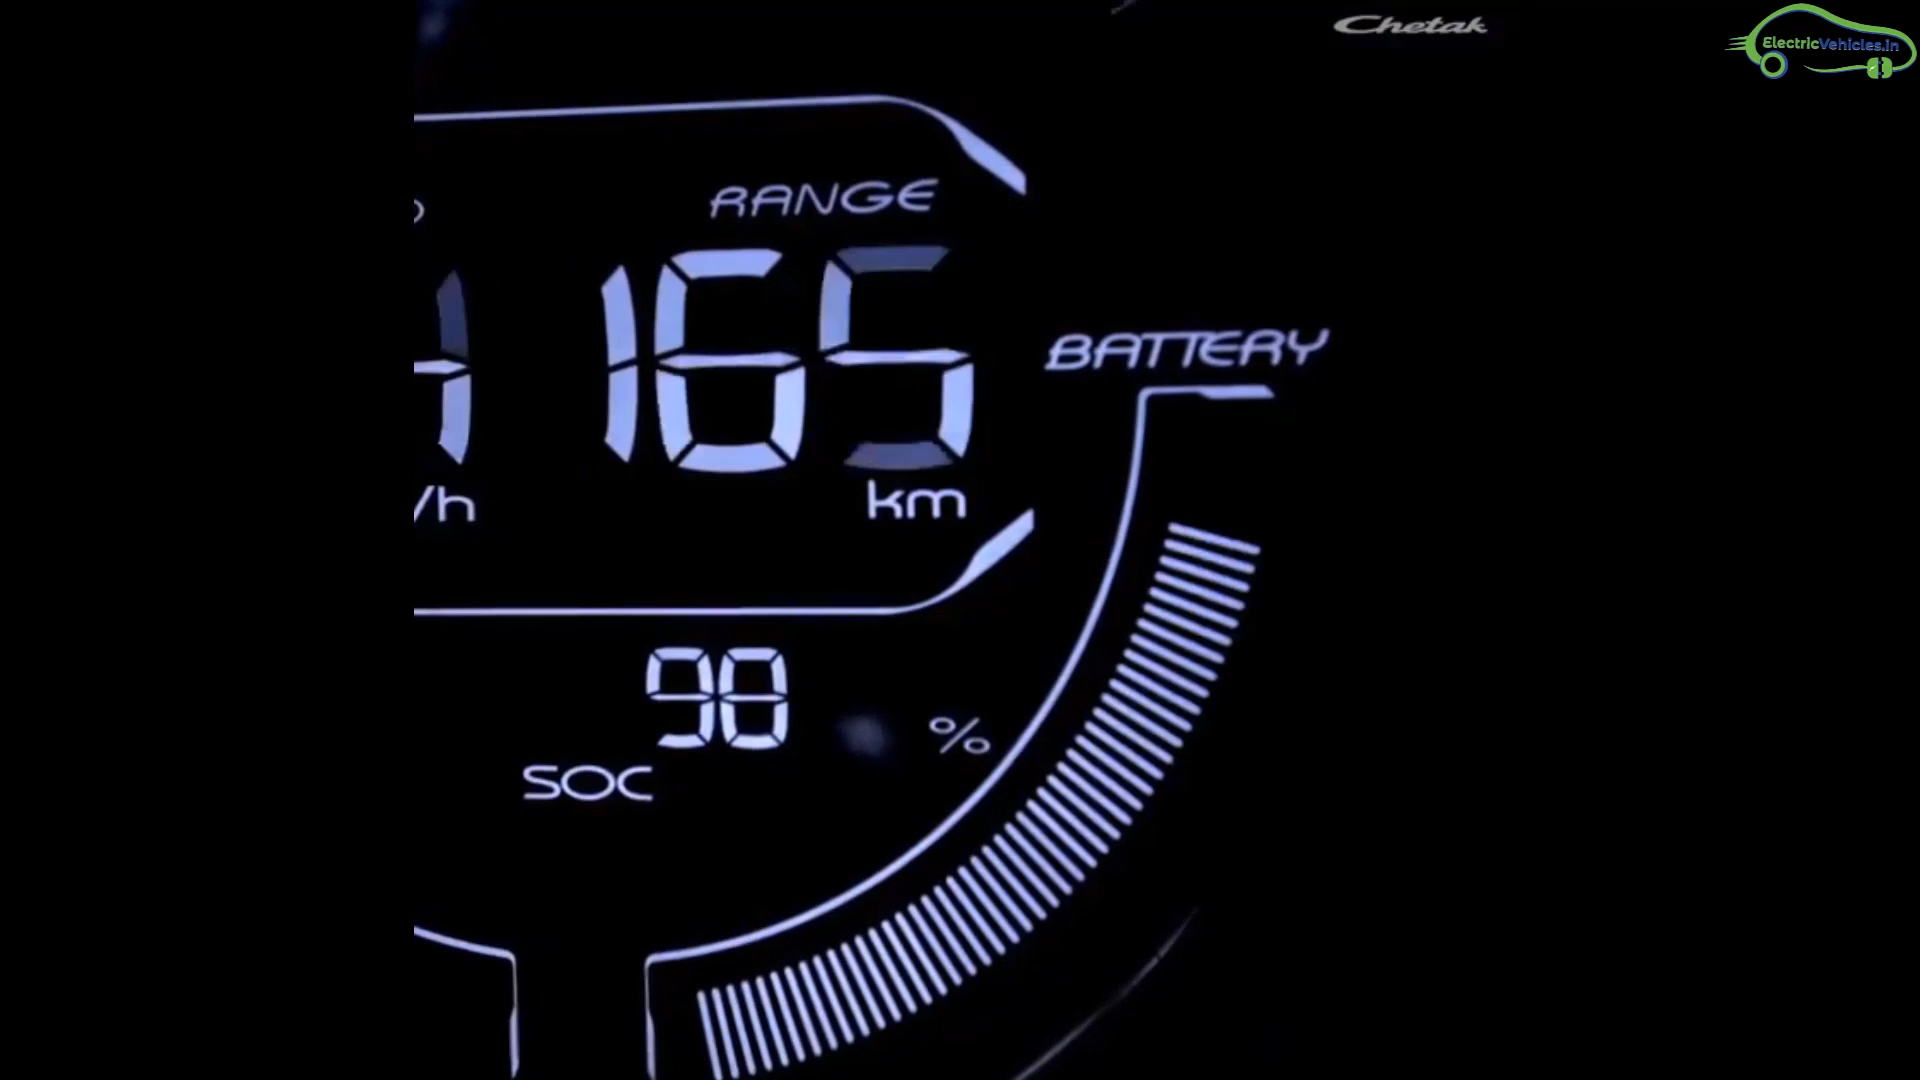 Chetak
ElectricVehicles.in
RANGE
165
km
/h
BATTERY
98 %
SOC